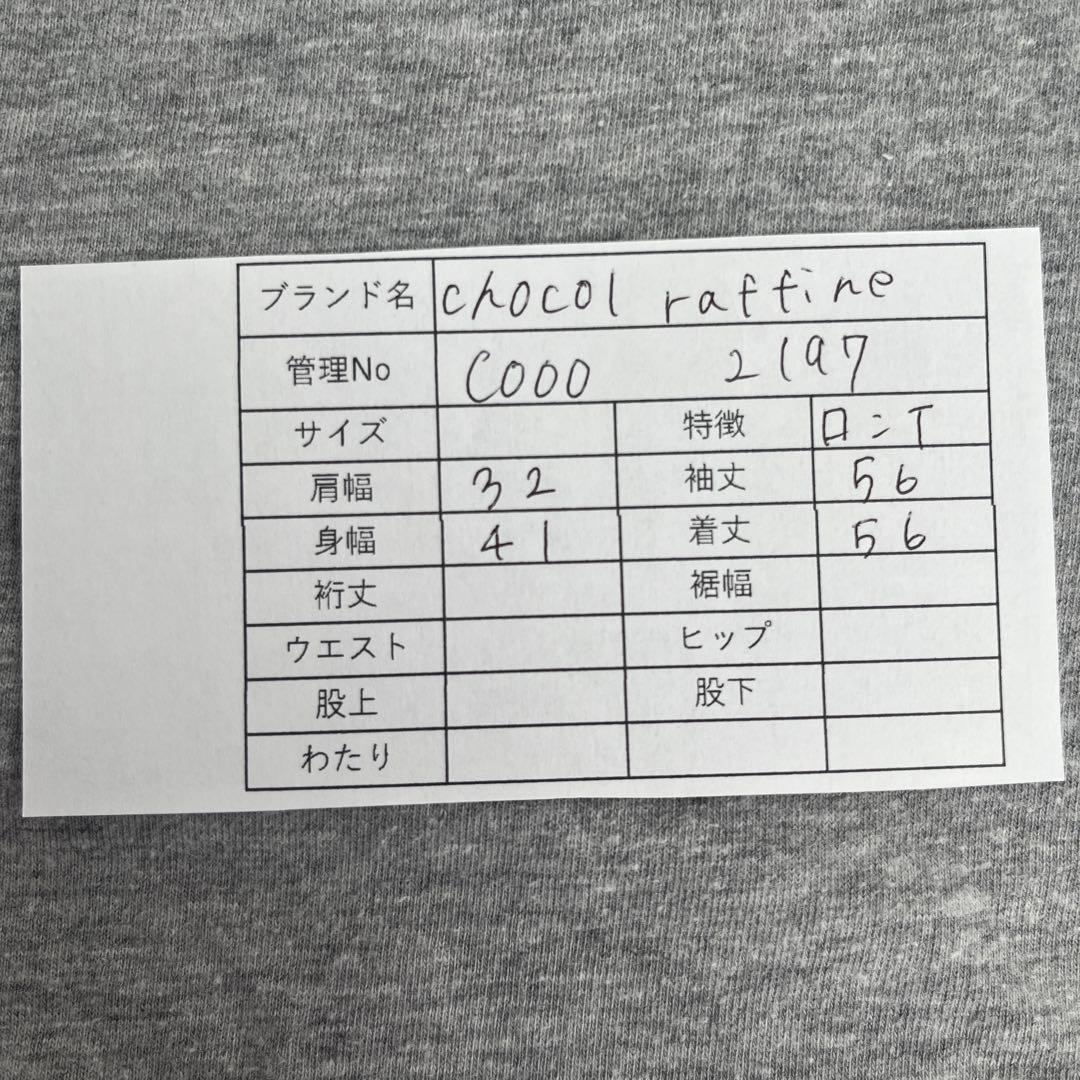 ブランド名 chocol raffine
管理No C000 2197
サイズ 特徴 ロンT
肩幅 32 袖丈 56
身幅 41 着丈 56
裄丈 裾幅
ウエスト ヒップ
股上 股下
わたり